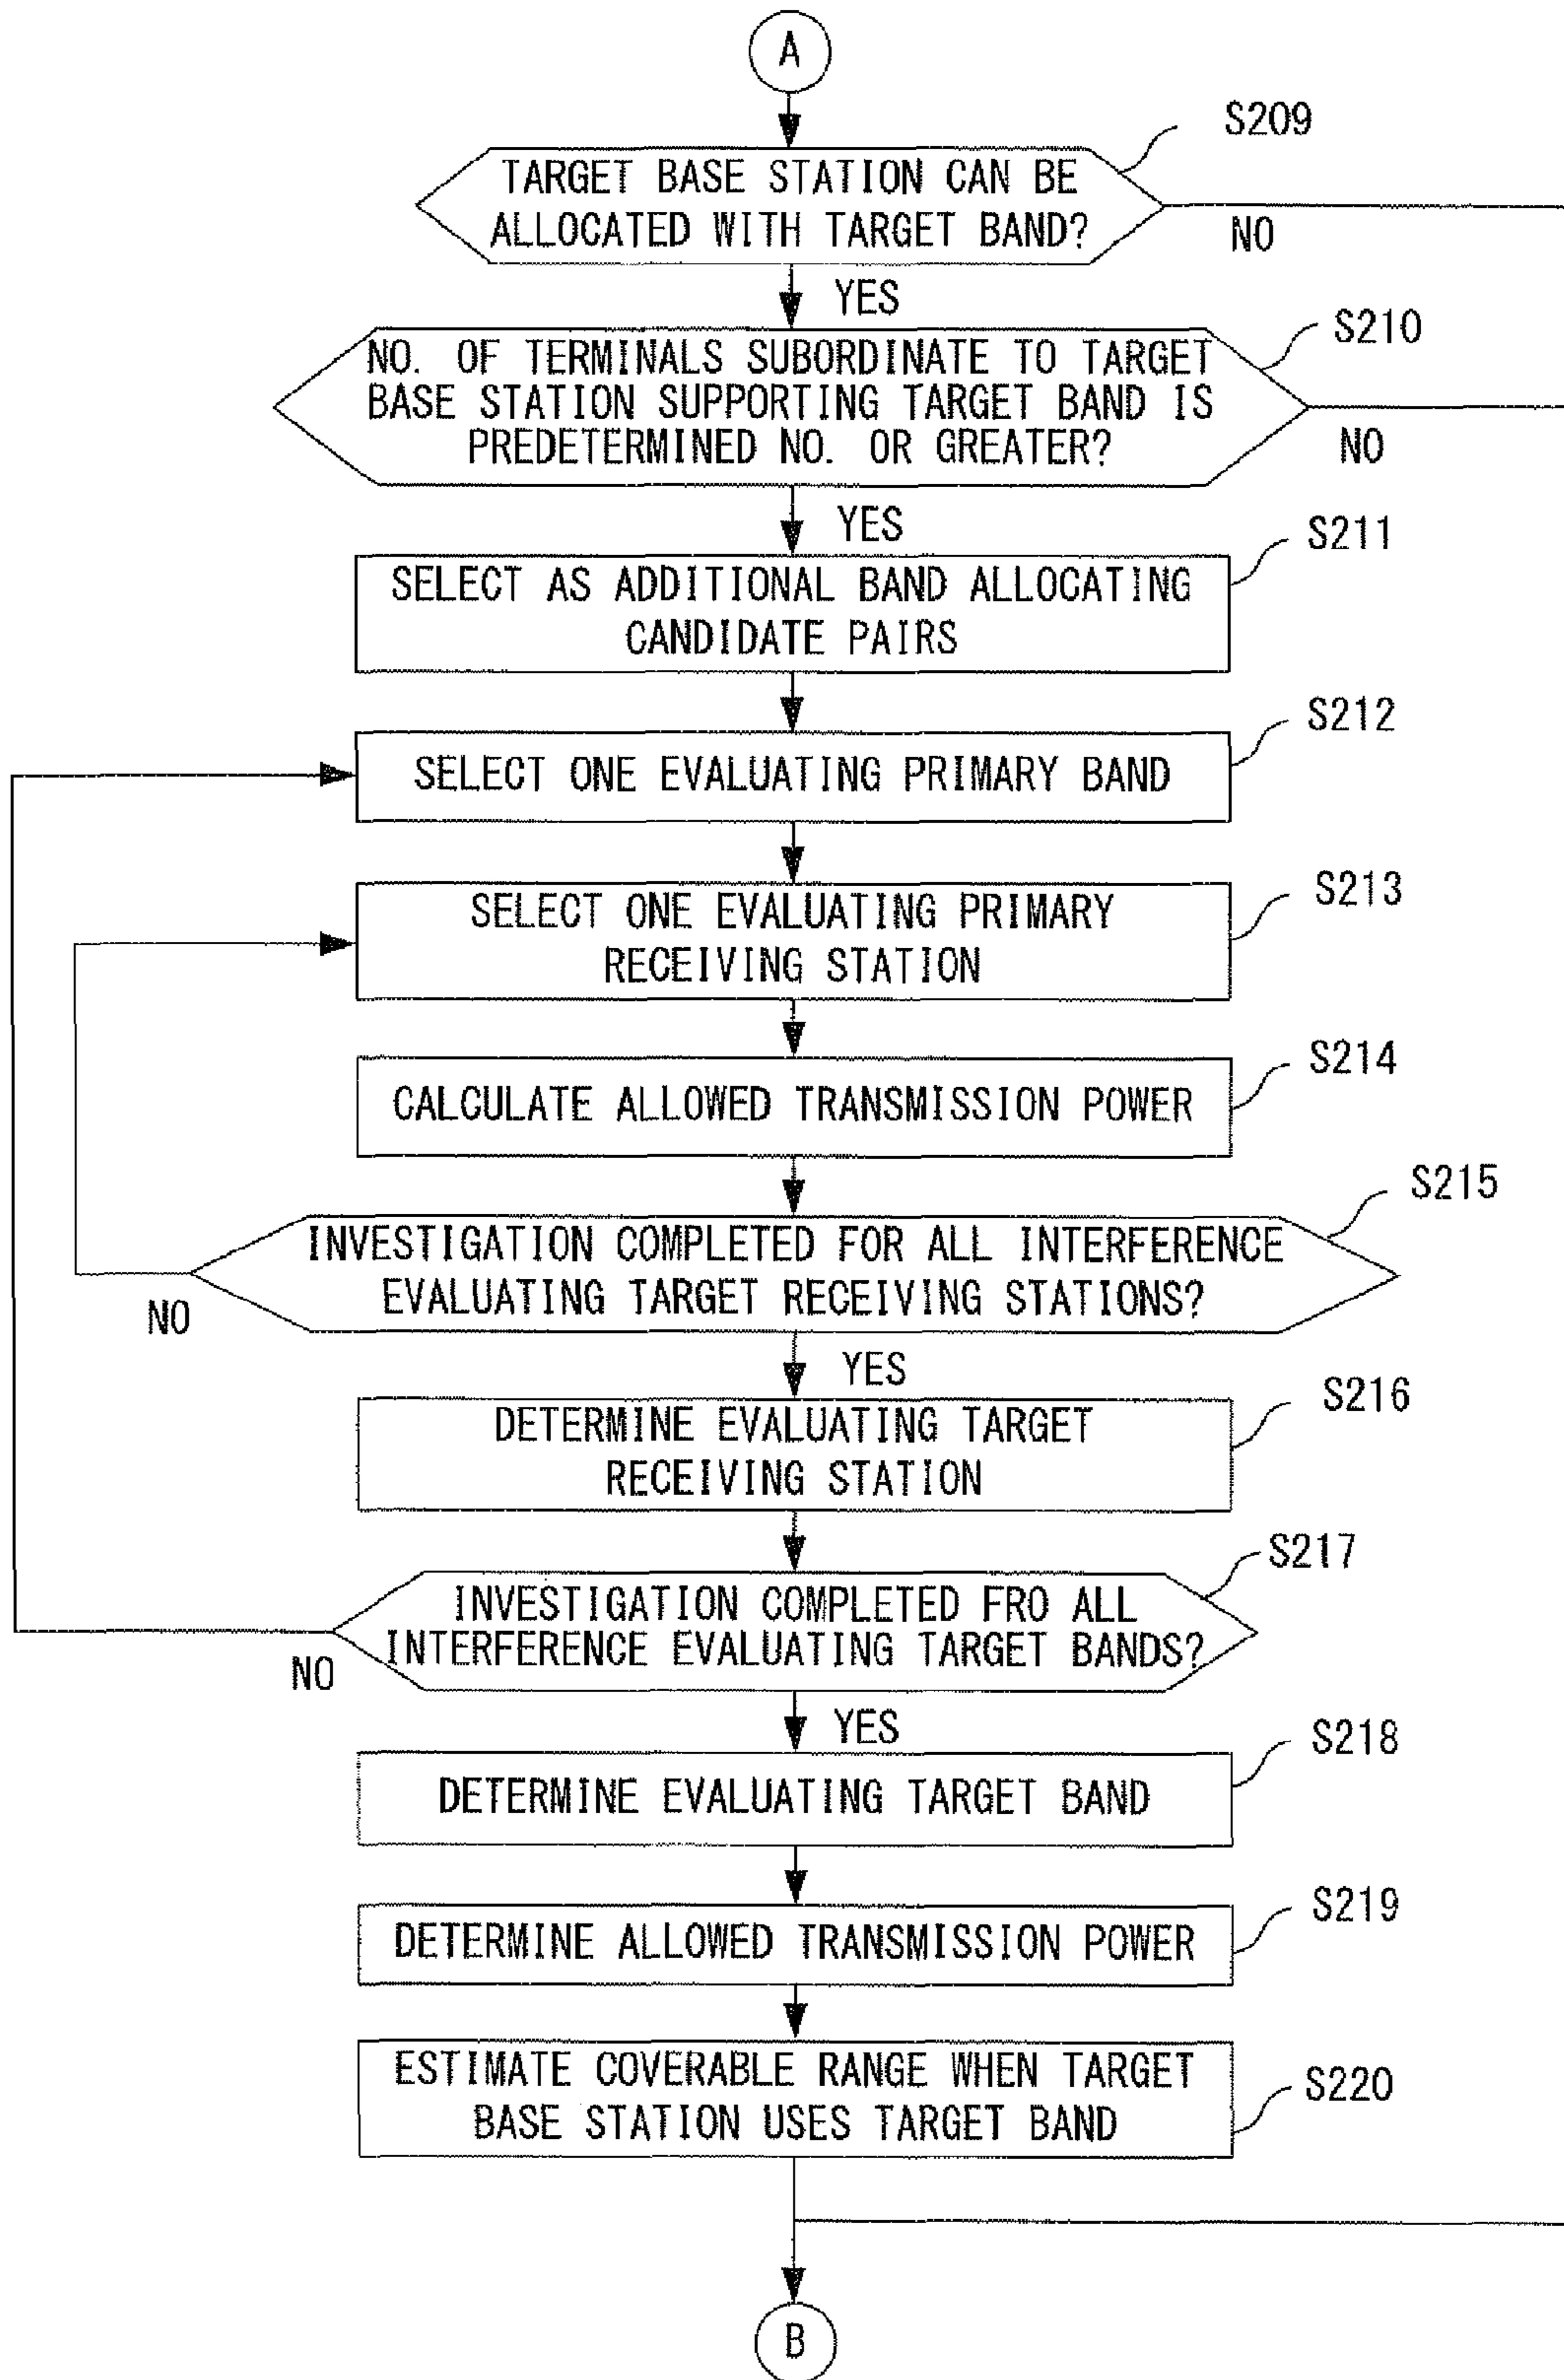 A
S209
TARGET BASE STATION CAN BE
ALLOCATED WITH TARGET BAND?
NO
YES
S210
NO. OF TERMINALS SUBORDINATE TO TARGET
BASE STATION SUPPORTING TARGET BAND IS
PREDETERMINED NO. OR GREATER?
NO
YES
S211
SELECT AS ADDITIONAL BAND ALLOCATING
CANDIDATE PAIRS
S212
SELECT ONE EVALUATING PRIMARY BAND
S213
SELECT ONE EVALUATING PRIMARY
RECEIVING STATION
S214
CALCULATE ALLOWED TRANSMISSION POWER
S215
INVESTIGATION COMPLETED FOR ALL INTERFERENCE
EVALUATING TARGET RECEIVING STATIONS?
NO
YES
S216
DETERMINE EVALUATING TARGET
RECEIVING STATION
S217
INVESTIGATION COMPLETED FRO ALL
INTERFERENCE EVALUATING TARGET BANDS?
NO
YES
S218
DETERMINE EVALUATING TARGET BAND
S219
DETERMINE ALLOWED TRANSMISSION POWER
S220
ESTIMATE COVERABLE RANGE WHEN TARGET
BASE STATION USES TARGET BAND
B